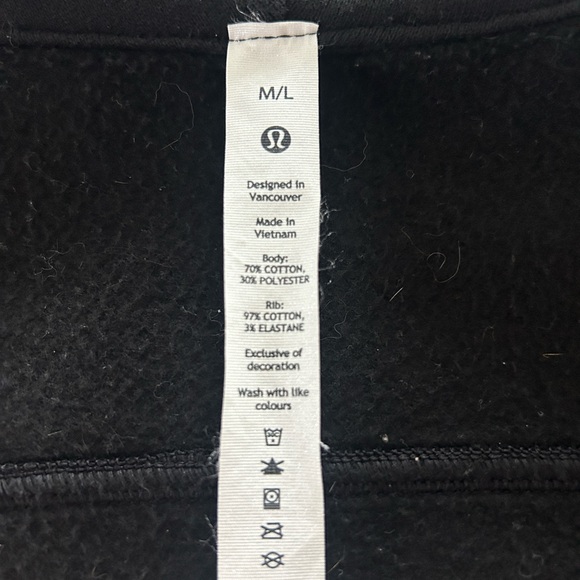 M/L
Designed in
Vancouver
Made in
Vietnam
Body:
70% COTTON,
30% POLYESTER
Rib:
97% COTTON,
3% ELASTANE
Exclusive of
decoration
Wash with like
colours